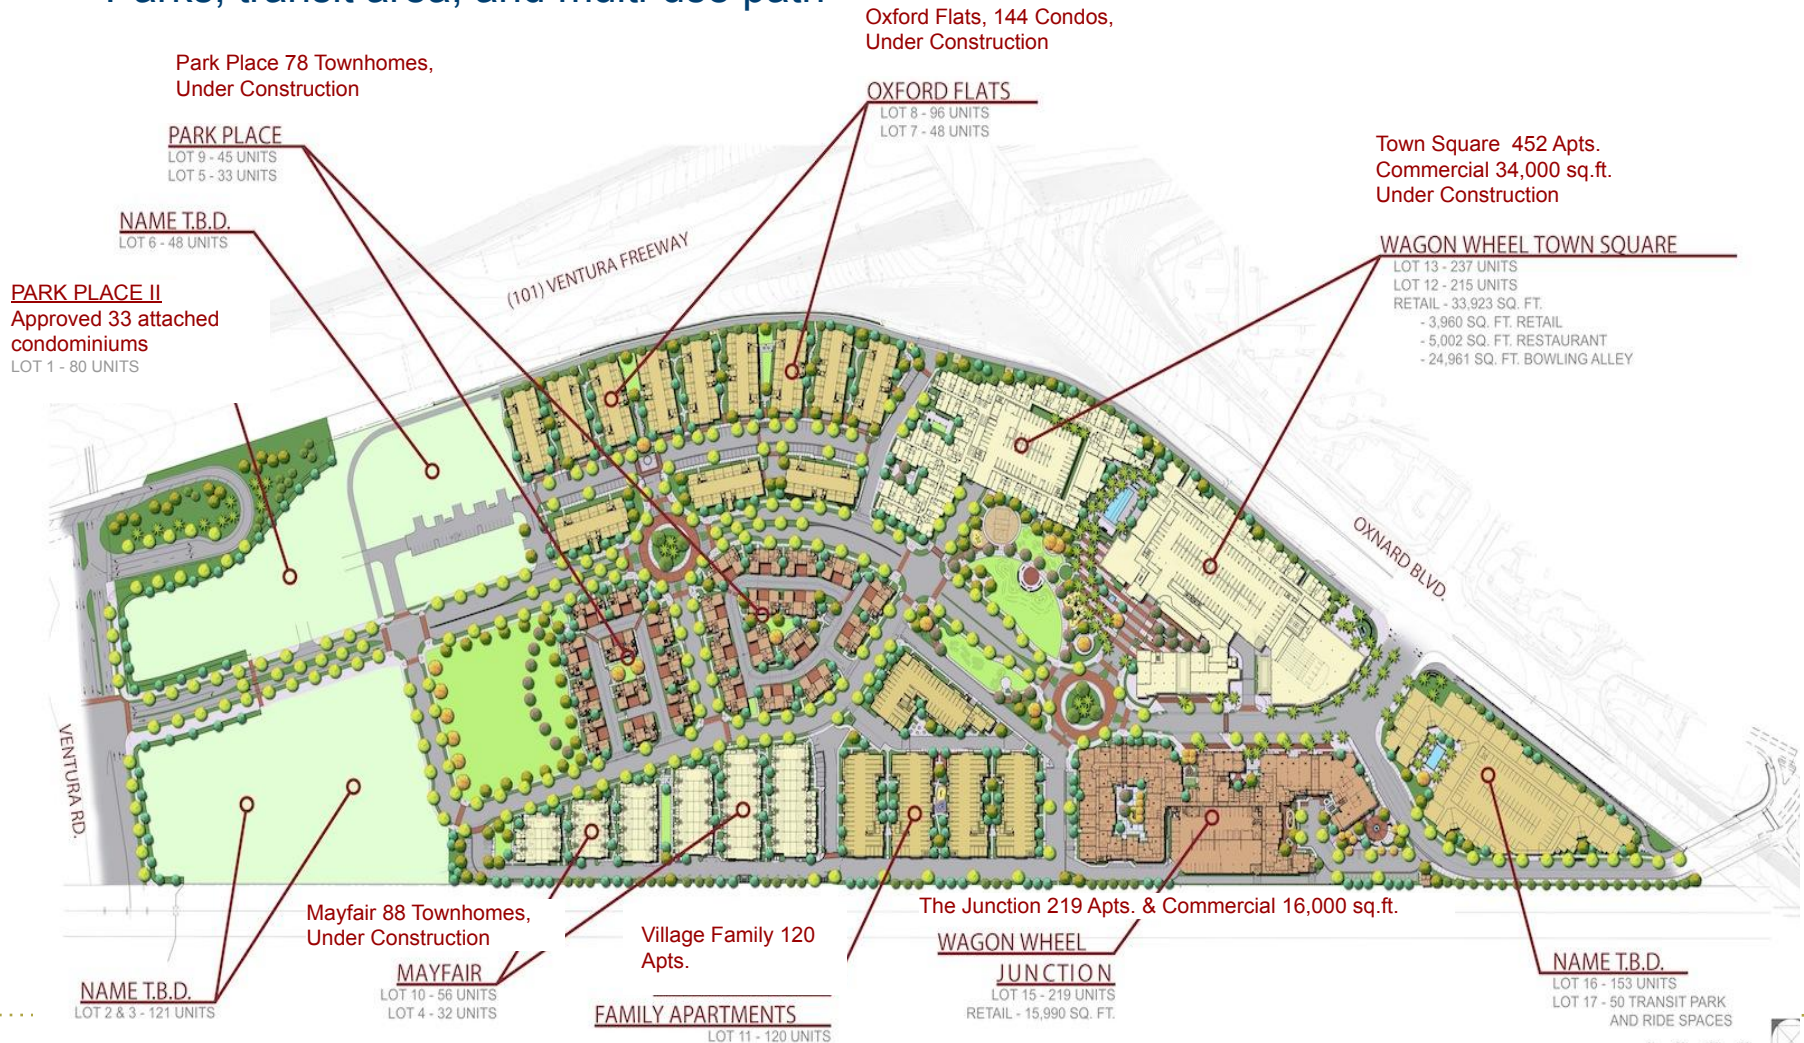 Parks, transit area, and multi-use path
Oxford Flats, 144 Condos,
Under Construction
Park Place 78 Townhomes,
Under Construction
OXFORD FLATS
LOT 8 - 96 UNITS
LOT 7 - 48 UNITS
PARK PLACE
LOT 9 - 45 UNITS
LOT 5 - 33 UNITS
Town Square 452 Apts.
Commercial 34,000 sq.ft.
Under Construction
NAME T.B.D.
LOT 6 - 48 UNITS
WAGON WHEEL TOWN SQUARE
LOT 13 - 237 UNITS
LOT 12 - 215 UNITS
RETAIL - 33,923 SQ. FT.
- 3,960 SQ. FT. RETAIL
- 5,002 SQ. FT. RESTAURANT
- 24,961 SQ. FT. BOWLING ALLEY
(101) VENTURA FREEWAY
PARK PLACE II
Approved 33 attached
condominiums
LOT 1 - 80 UNITS
OXNARD BLVD.
VENTURA RD.
Mayfair 88 Townhomes,
Under Construction
MAYFAIR
LOT 10 - 56 UNITS
LOT 4 - 32 UNITS
NAME T.B.D.
LOT 2 & 3 - 121 UNITS
Village Family 120
Apts.
FAMILY APARTMENTS
LOT 11 - 120 UNITS
The Junction 219 Apts. & Commercial 16,000 sq.ft.
WAGON WHEEL
JUNCTION
LOT 15 - 219 UNITS
RETAIL - 15,990 SQ. FT.
NAME T.B.D.
LOT 16 - 153 UNITS
LOT 17 - 50 TRANSIT PARK
AND RIDE SPACES